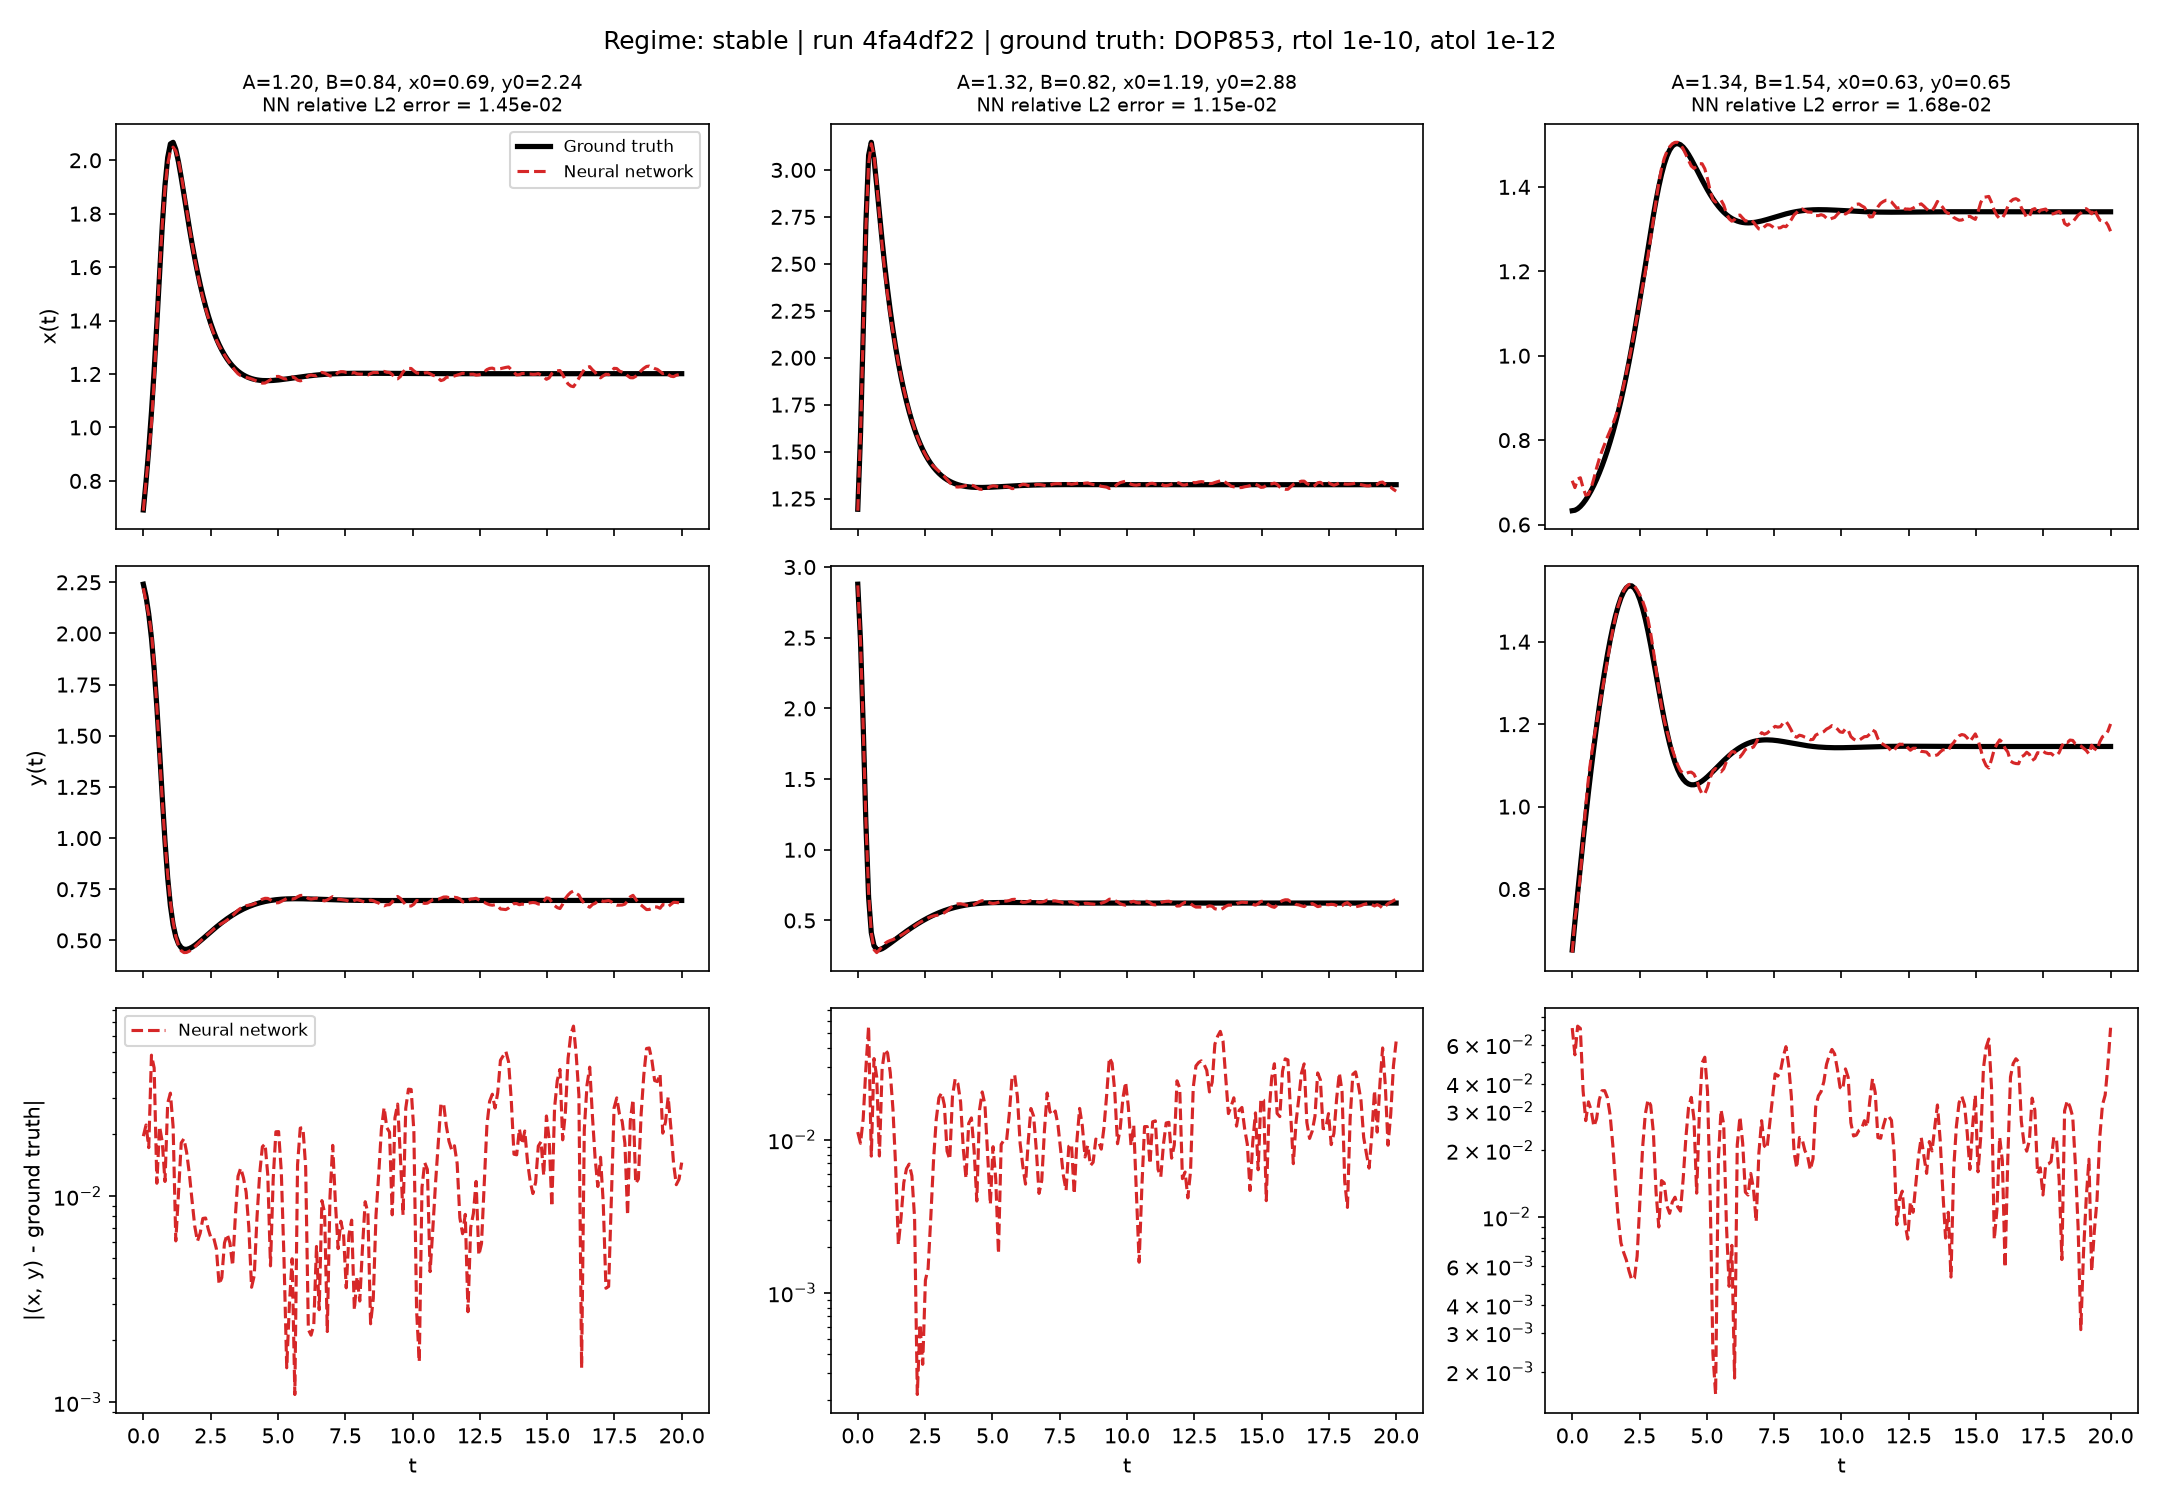 Regime: stable | run 4fa4df22 | ground truth: DOP853, rtol 1e-10, atol 1e-12
A=1.20, B=0.84, x0=0.69, y0=2.24
NN relative L2 error = 1.45e-02
A=1.32, B=0.82, x0=1.19, y0=2.88
NN relative L2 error = 1.15e-02
A=1.34, B=1.54, x0=0.63, y0=0.65
NN relative L2 error = 1.68e-02
x(t)
2.0
1.8
1.6
1.4
1.2
1.0
0.8
Ground truth
Neural network
3.00
2.75
2.50
2.25
2.00
1.75
1.50
1.25
1.4
1.2
1.0
0.8
0.6
y(t)
2.25
2.00
1.75
1.50
1.25
1.00
0.75
0.50
3.0
2.5
2.0
1.5
1.0
0.5
1.4
1.2
1.0
0.8
|(x, y) - ground truth|
Neural network
10⁻²
10⁻³
0.0 2.5 5.0 7.5 10.0 12.5 15.0 17.5 20.0
t
10⁻²
10⁻³
0.0 2.5 5.0 7.5 10.0 12.5 15.0 17.5 20.0
t
6 × 10⁻²
4 × 10⁻²
3 × 10⁻²
2 × 10⁻²
10⁻²
6 × 10⁻³
4 × 10⁻³
3 × 10⁻³
2 × 10⁻³
0.0 2.5 5.0 7.5 10.0 12.5 15.0 17.5 20.0
t